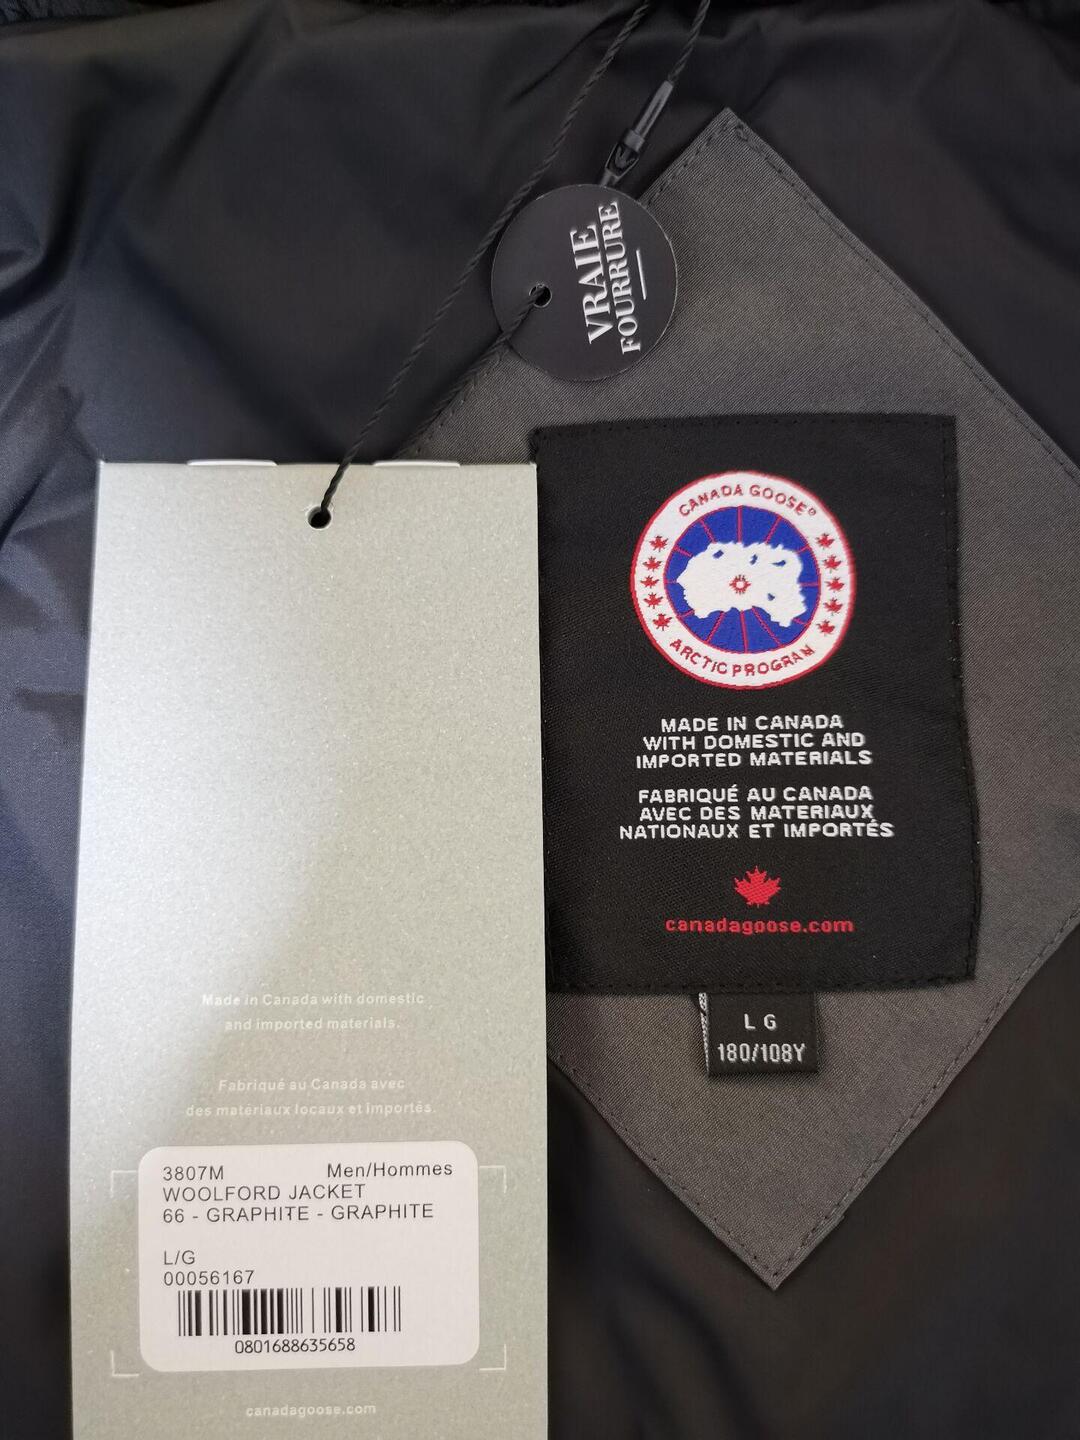 VRAIE
FOURRURE
CANADA GOOSE®
ARCTIC PROGRAM
MADE IN CANADA
WITH DOMESTIC AND
IMPORTED MATERIALS
FABRIQUÉ AU CANADA
AVEC DES MATERIAUX
NATIONAUX ET IMPORTÉS
canadagoose.com
L G
180/108Y
Made in Canada with domestic
and imported materials.
Fabriqué au Canada avec
des matériaux locaux et importés.
3807M Men/Hommes
WOOLFORD JACKET
66 - GRAPHITE - GRAPHITE
L/G
00056167
0801688635658
canadagoose.com